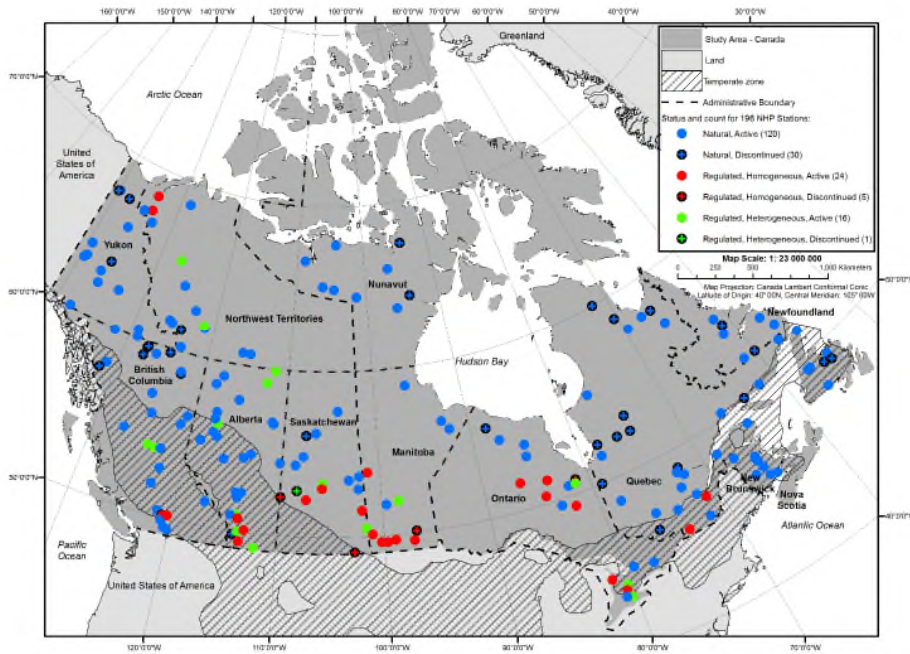 160°0'0"W 150°0'0"W 140°0'0"W 130°0'0"W 120°0'0"W 110°0'0"W 100°0'0"W 90°0'0"W 80°0'0"W 70°0'0"W 60°0'0"W 50°0'0"W 40°0'0"W 30°0'0"W
Greenland
Study Area - Canada
Land
Temperate zone
Administrative Boundary
Status and count for 196 NHP Stations:
Natural, Active (120)
Natural, Discontinued (30)
Regulated, Homogeneous, Active (24)
Regulated, Homogeneous, Discontinued (5)
Regulated, Heterogeneous, Active (16)
Regulated, Heterogeneous, Discontinued (1)
Map Scale: 1: 23 000 000
0 250 500 1,000 Kilometers
Map Projection: Canada Lambert Conformal Conic
Latitude of Origin: 40° 00'N, Central Meridian: 105° 00'W
70°0'0"N
Arctic Ocean
United
States of
America
Yukon
Nunavut
60°0'0"N
Northwest Territories
Hudson Bay
50°0'0"N
Newfoundland
British
Columbia
Alberta
Saskatchewan
Manitoba
Ontario
Quebec
New
Brunswick
Nova
Scotia
Atlantic Ocean
40°0'0"N
Pacific
Ocean
United States of America
120°0'0"W 110°0'0"W 100°0'0"W 90°0'0"W 80°0'0"W 70°0'0"W